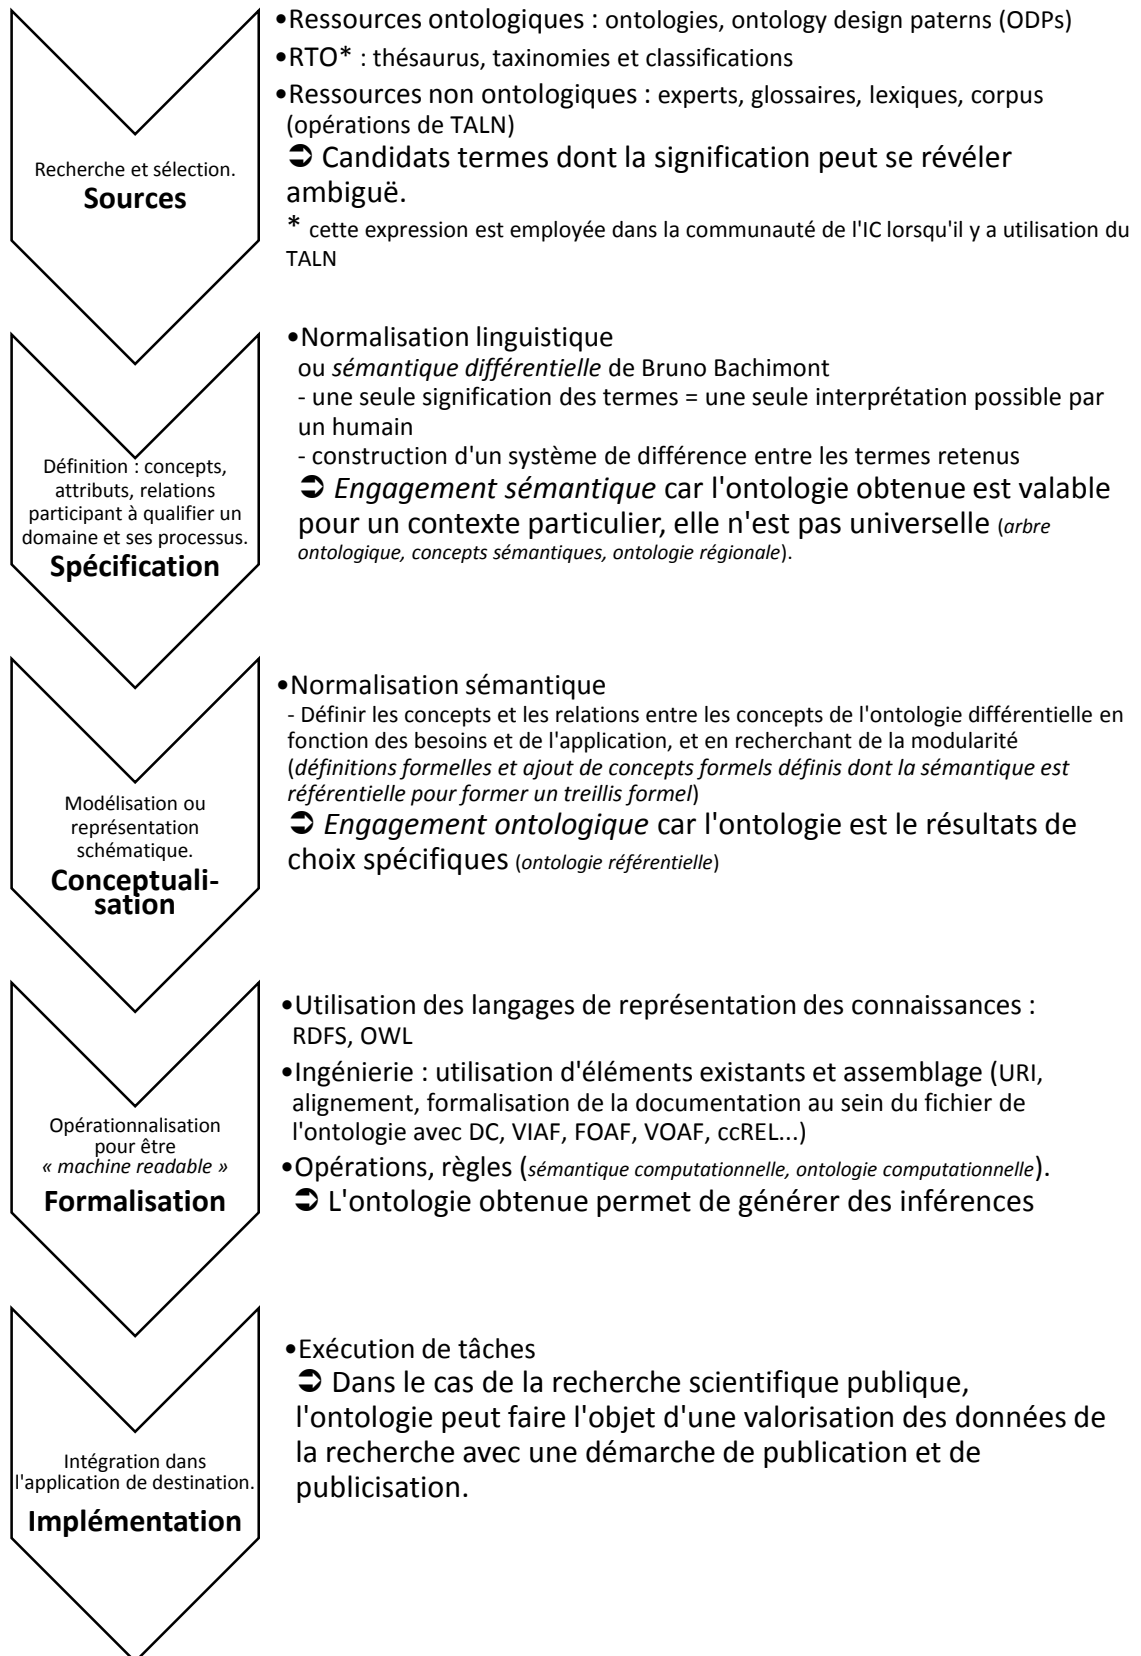 •Ressources ontologiques : ontologies, ontology design paterns (ODPs)
•RTO* : thésaurus, taxinomies et classifications
•Ressources non ontologiques : experts, glossaires, lexiques, corpus
(opérations de TALN)
➲ Candidats termes dont la signification peut se révéler
ambiguë.
* cette expression est employée dans la communauté de l'IC lorsqu'il y a utilisation du
TALN
Recherche et sélection.
Sources
•Normalisation linguistique
ou sémantique différentielle de Bruno Bachimont
- une seule signification des termes = une seule interprétation possible par
un humain
- construction d'un système de différence entre les termes retenus
➲ Engagement sémantique car l'ontologie obtenue est valable
pour un contexte particulier, elle n'est pas universelle (arbre
ontologique, concepts sémantiques, ontologie régionale).
Définition : concepts,
attributs, relations
participant à qualifier un
domaine et ses processus.
Spécification
•Normalisation sémantique
- Définir les concepts et les relations entre les concepts de l'ontologie différentielle en
fonction des besoins et de l'application, et en recherchant de la modularité
(définitions formelles et ajout de concepts formels définis dont la sémantique est
référentielle pour former un treillis formel)
➲ Engagement ontologique car l'ontologie est le résultats de
choix spécifiques (ontologie référentielle)
Modélisation ou
représentation
schématique.
Conceptuali-
sation
•Utilisation des langages de représentation des connaissances :
RDFS, OWL
•Ingénierie : utilisation d'éléments existants et assemblage (URI,
alignement, formalisation de la documentation au sein du fichier de
l'ontologie avec DC, VIAF, FOAF, VOAF, ccREL...)
•Opérations, règles (sémantique computationnelle, ontologie computationnelle).
➲ L'ontologie obtenue permet de générer des inférences
Opérationnalisation
pour être
« machine readable »
Formalisation
•Exécution de tâches
➲ Dans le cas de la recherche scientifique publique,
l'ontologie peut faire l'objet d'une valorisation des données de
la recherche avec une démarche de publication et de
publicisation.
Intégration dans
l'application de destination.
Implémentation